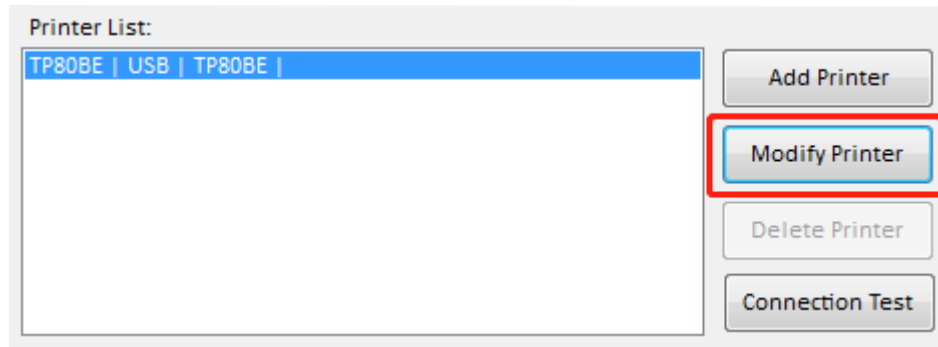 Printer List:
TP80BE | USB | TP80BE |
Add Printer
Modify Printer
Delete Printer
Connection Test